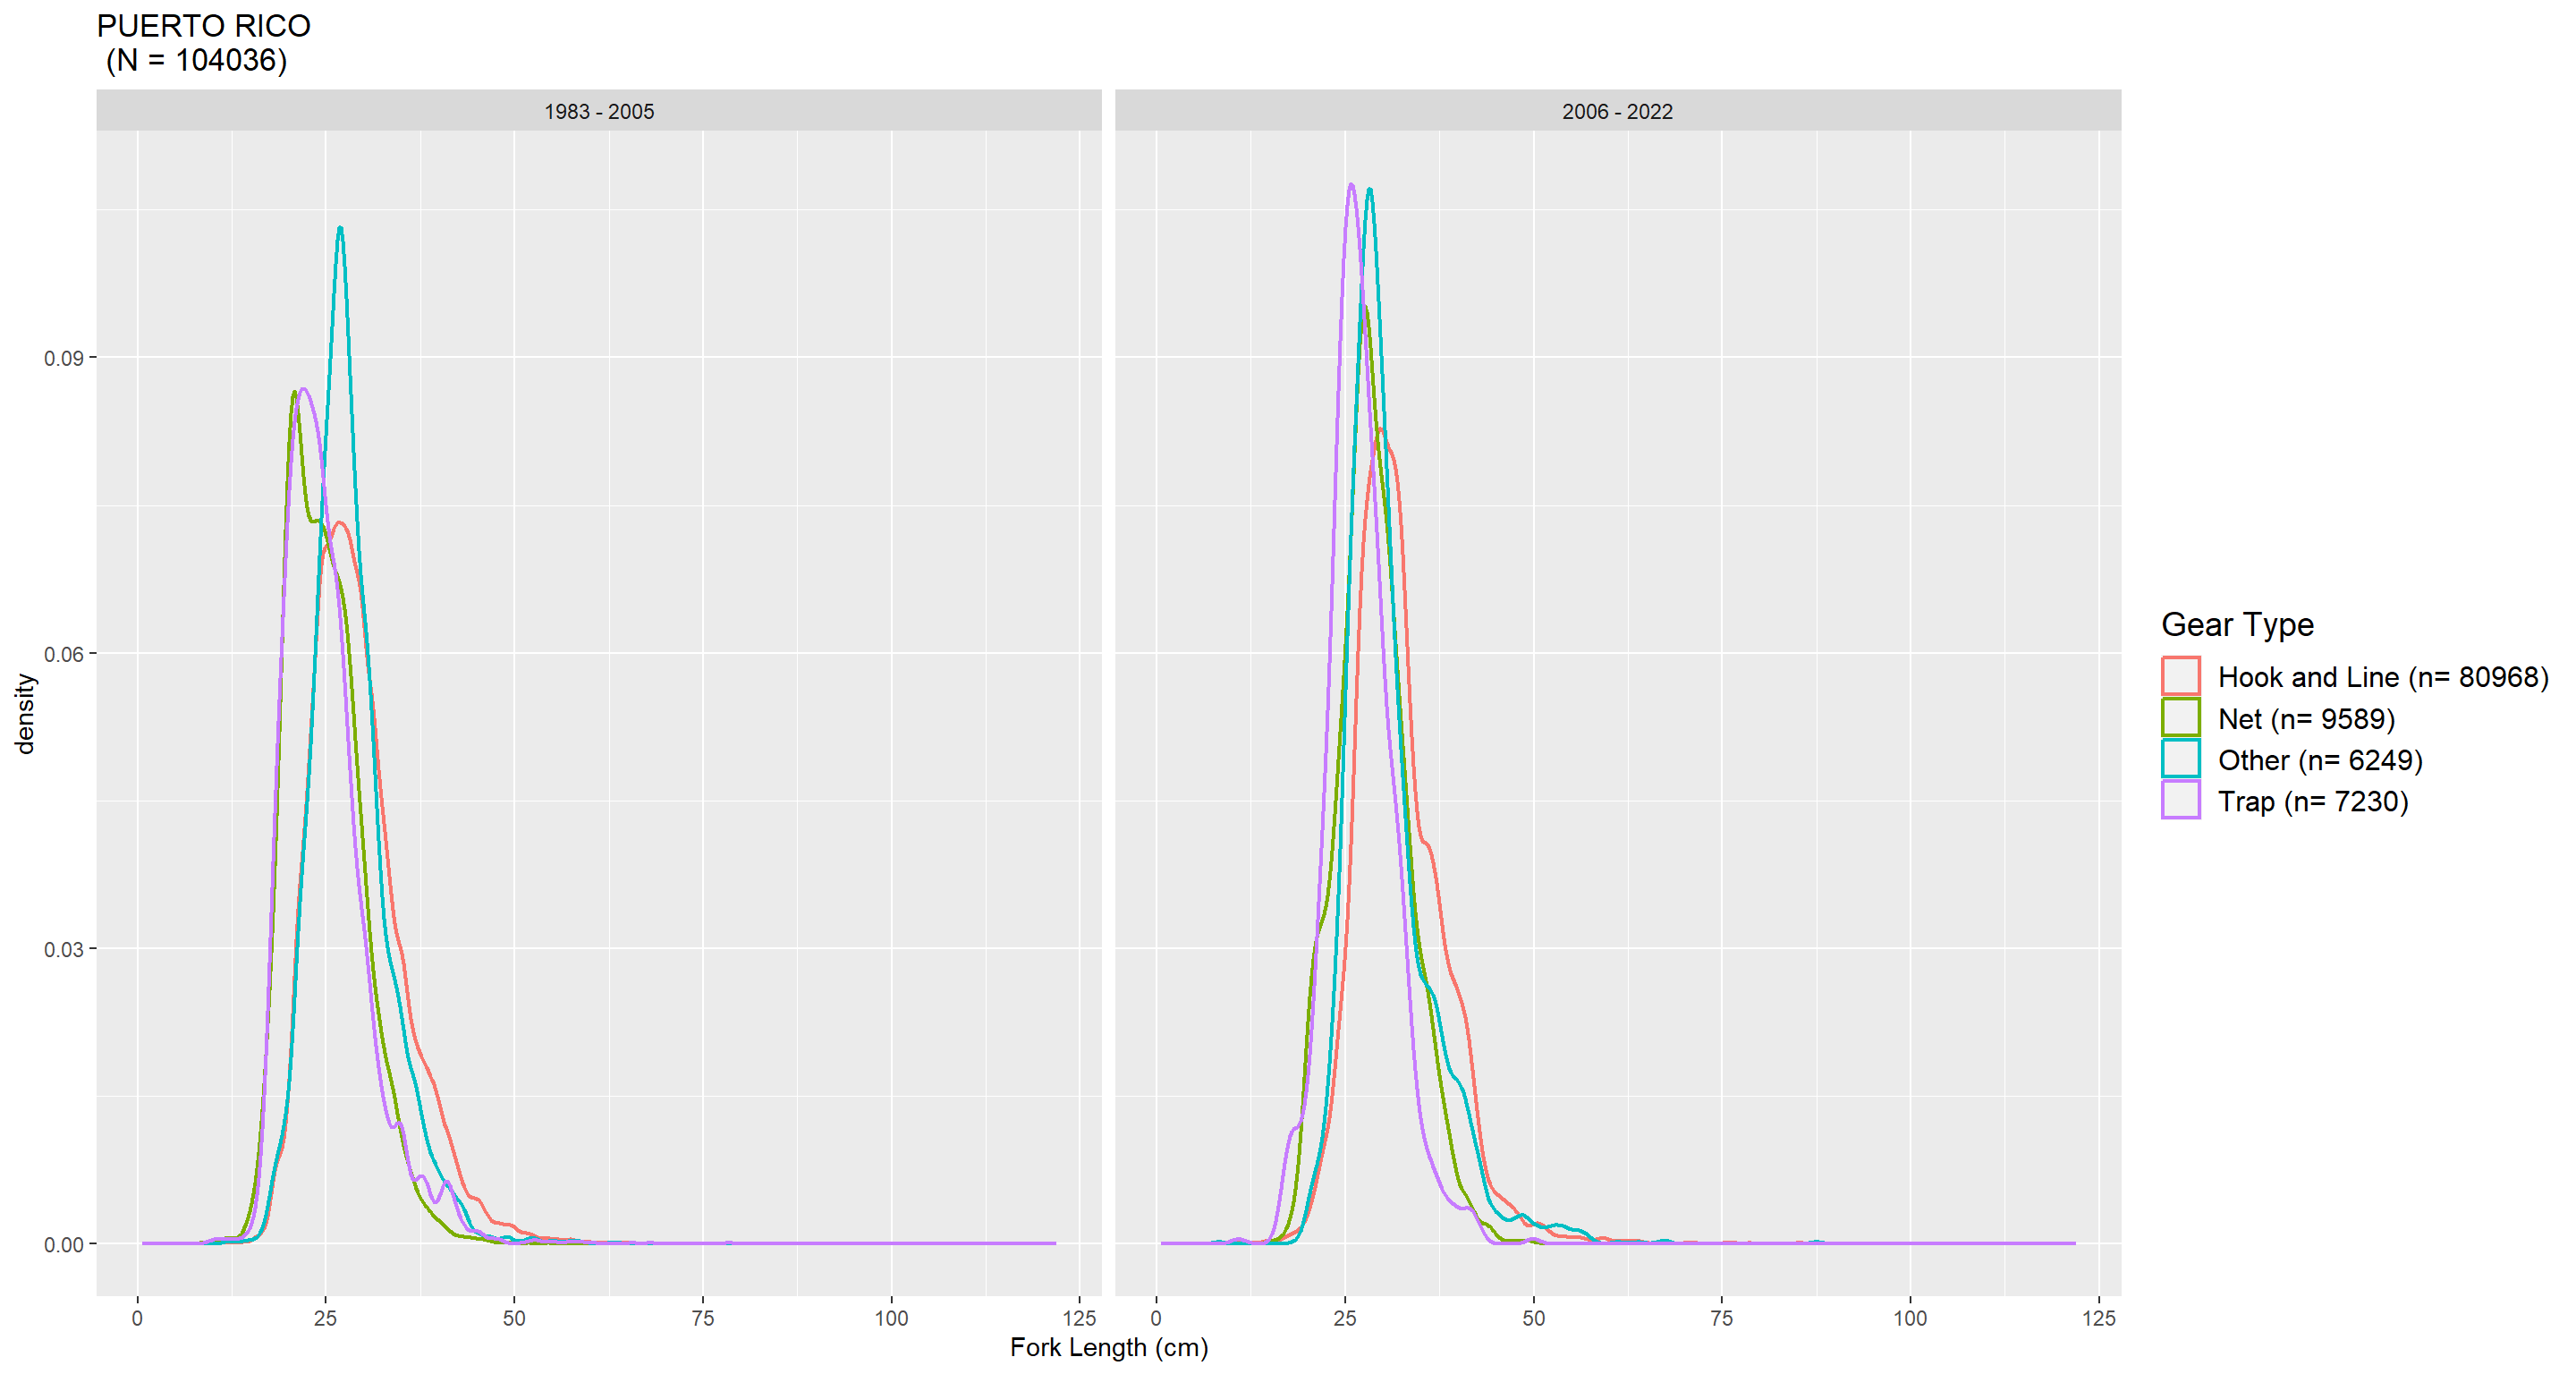 PUERTO RICO
(N = 104036)
1983 - 2005
2006 - 2022
density
0.09
0.06
0.03
0.00
0 25 50 75 100 125
0 25 50 75 100 125
Fork Length (cm)
Gear Type
Hook and Line (n= 80968)
Net (n= 9589)
Other (n= 6249)
Trap (n= 7230)